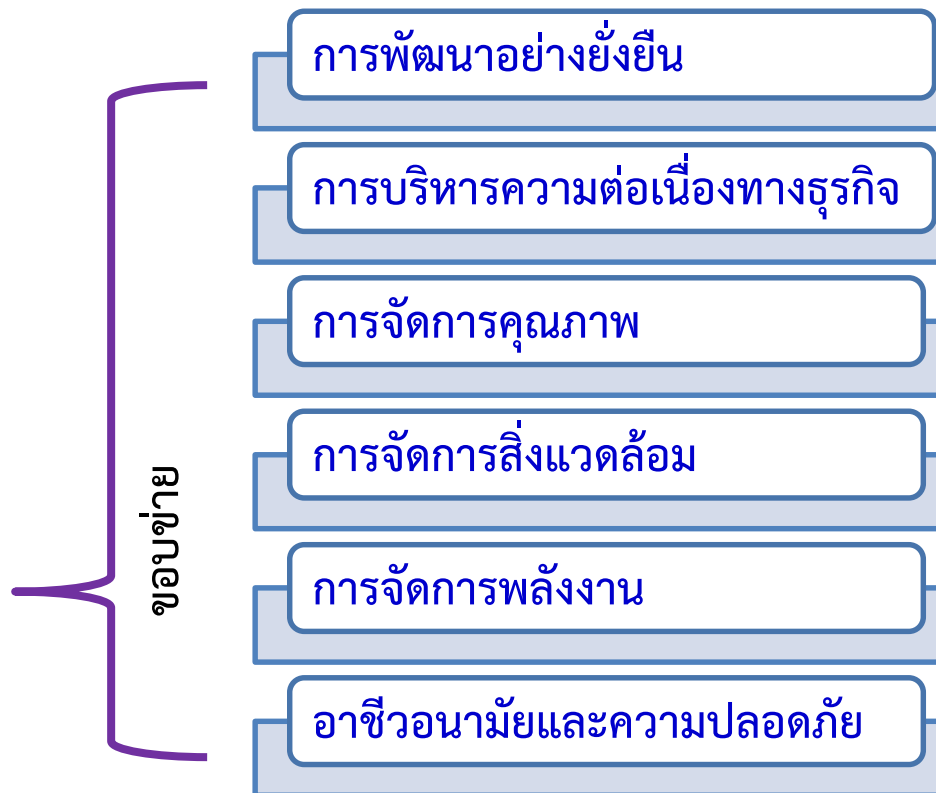 การพัฒนาอย่างยั่งยืน
การบริหารความต่อเนื่องทางธุรกิจ
การจัดการคุณภาพ
การจัดการสิ่งแวดล้อม
การจัดการพลังงาน
อาชีวอนามัยและความปลอดภัย
ขอบข่าย